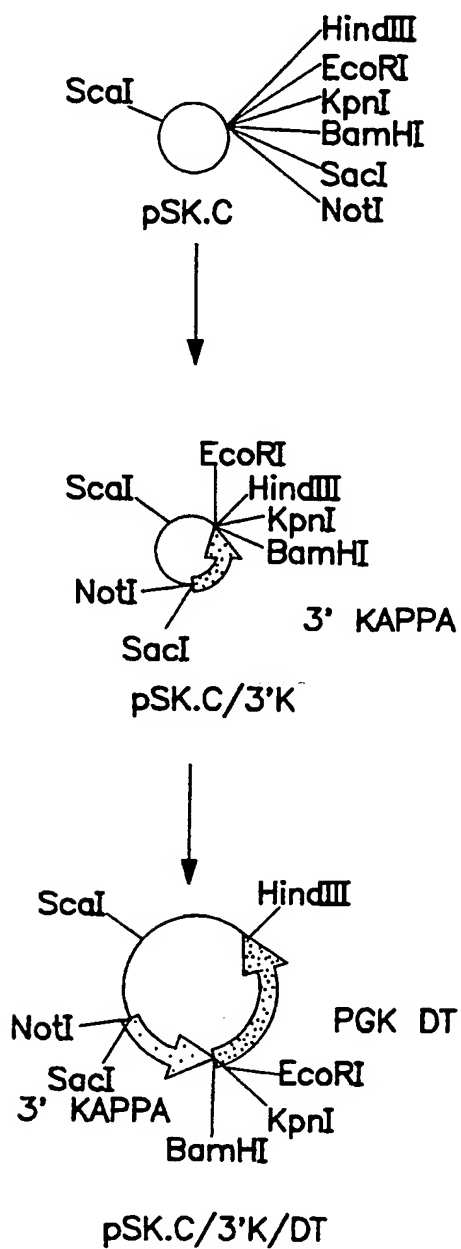 HindIII
EcoRI
ScaI
KpnI
BamHI
SacI
NotI
pSK.C
EcoRI
ScaI
HindIII
KpnI
BamHI
NotI
3' KAPPA
SacI
pSK.C/3'K
HindIII
ScaI
PGK DT
NotI
EcoRI
SacI
3' KAPPA
KpnI
BamHI
pSK.C/3'K/DT